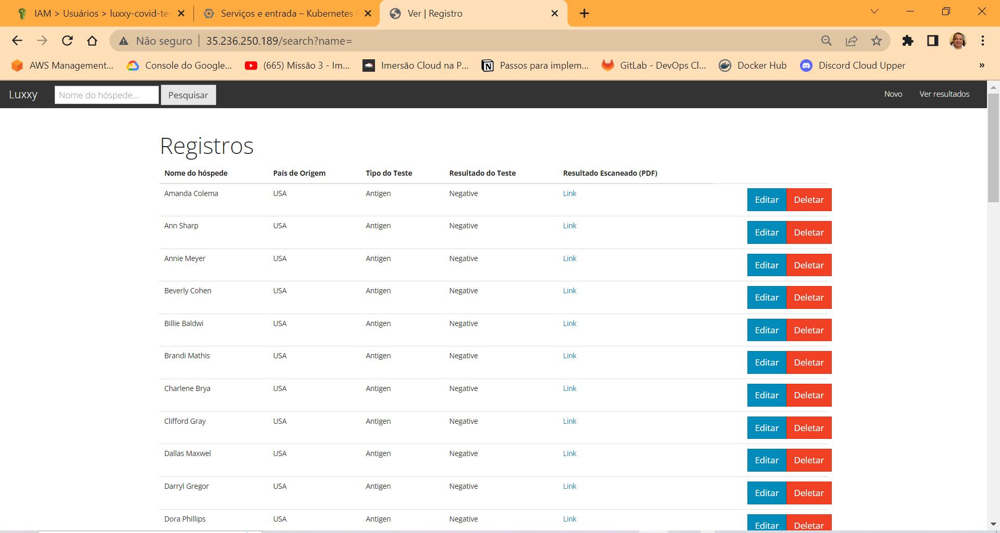 IAM > Usuários > luxxy-covid-tes
Serviços e entrada – Kubernetes
Ver | Registro
Não seguro
35.236.250.189/search?name=
AWS Management...
Console do Google...
(665) Missão 3 - Im...
Imersão Cloud na P...
Passos para implem...
GitLab - DevOps Cl...
Docker Hub
Discord Cloud Upper
»
Luxxy
Nome do hóspede...
Pesquisar
Novo
Ver resultados
Registros
Nome do hóspede País de Origem Tipo do Teste Resultado do Teste Resultado Escaneado (PDF)
Amanda Colema USA Antigen Negative Link Editar Deletar
Ann Sharp USA Antigen Negative Link Editar Deletar
Annie Meyer USA Antigen Negative Link Editar Deletar
Beverly Cohen USA Antigen Negative Link Editar Deletar
Billie Baldwi USA Antigen Negative Link Editar Deletar
Brandi Mathis USA Antigen Negative Link Editar Deletar
Charlene Brya USA Antigen Negative Link Editar Deletar
Clifford Gray USA Antigen Negative Link Editar Deletar
Dallas Maxwel USA Antigen Negative Link Editar Deletar
Darryl Gregor USA Antigen Negative Link Editar Deletar
Dora Phillips USA Antigen Negative Link Editar Deletar